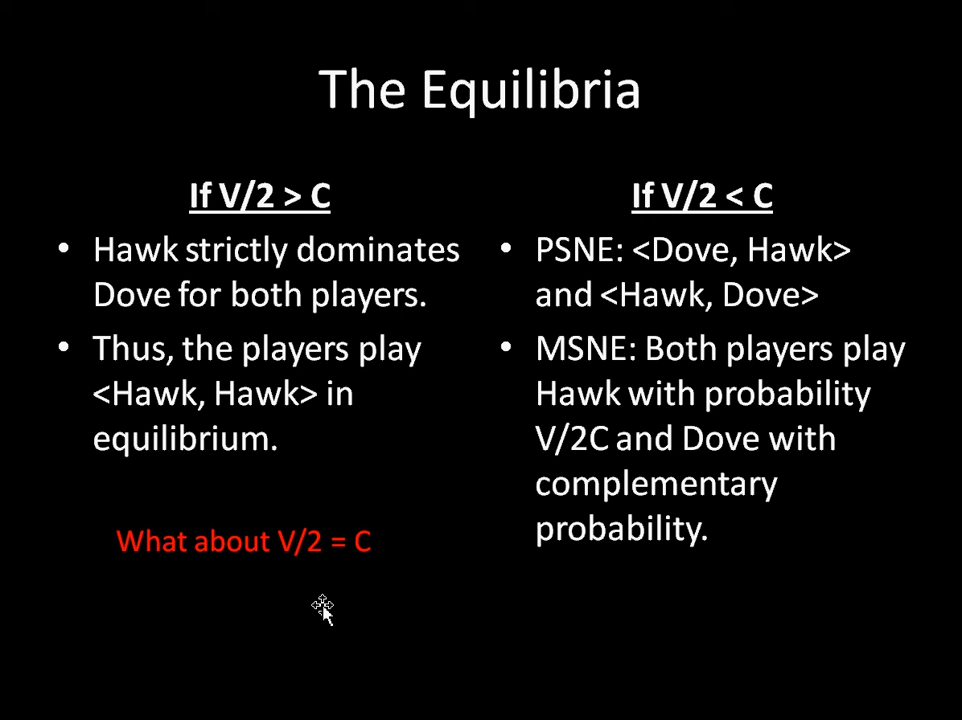 The Equilibria
If V/2 > C
• Hawk strictly dominates
Dove for both players.
• Thus, the players play
<Hawk, Hawk> in
equilibrium.
What about V/2 = C
If V/2 < C
• PSNE: <Dove, Hawk>
and <Hawk, Dove>
• MSNE: Both players play
Hawk with probability
V/2C and Dove with
complementary
probability.